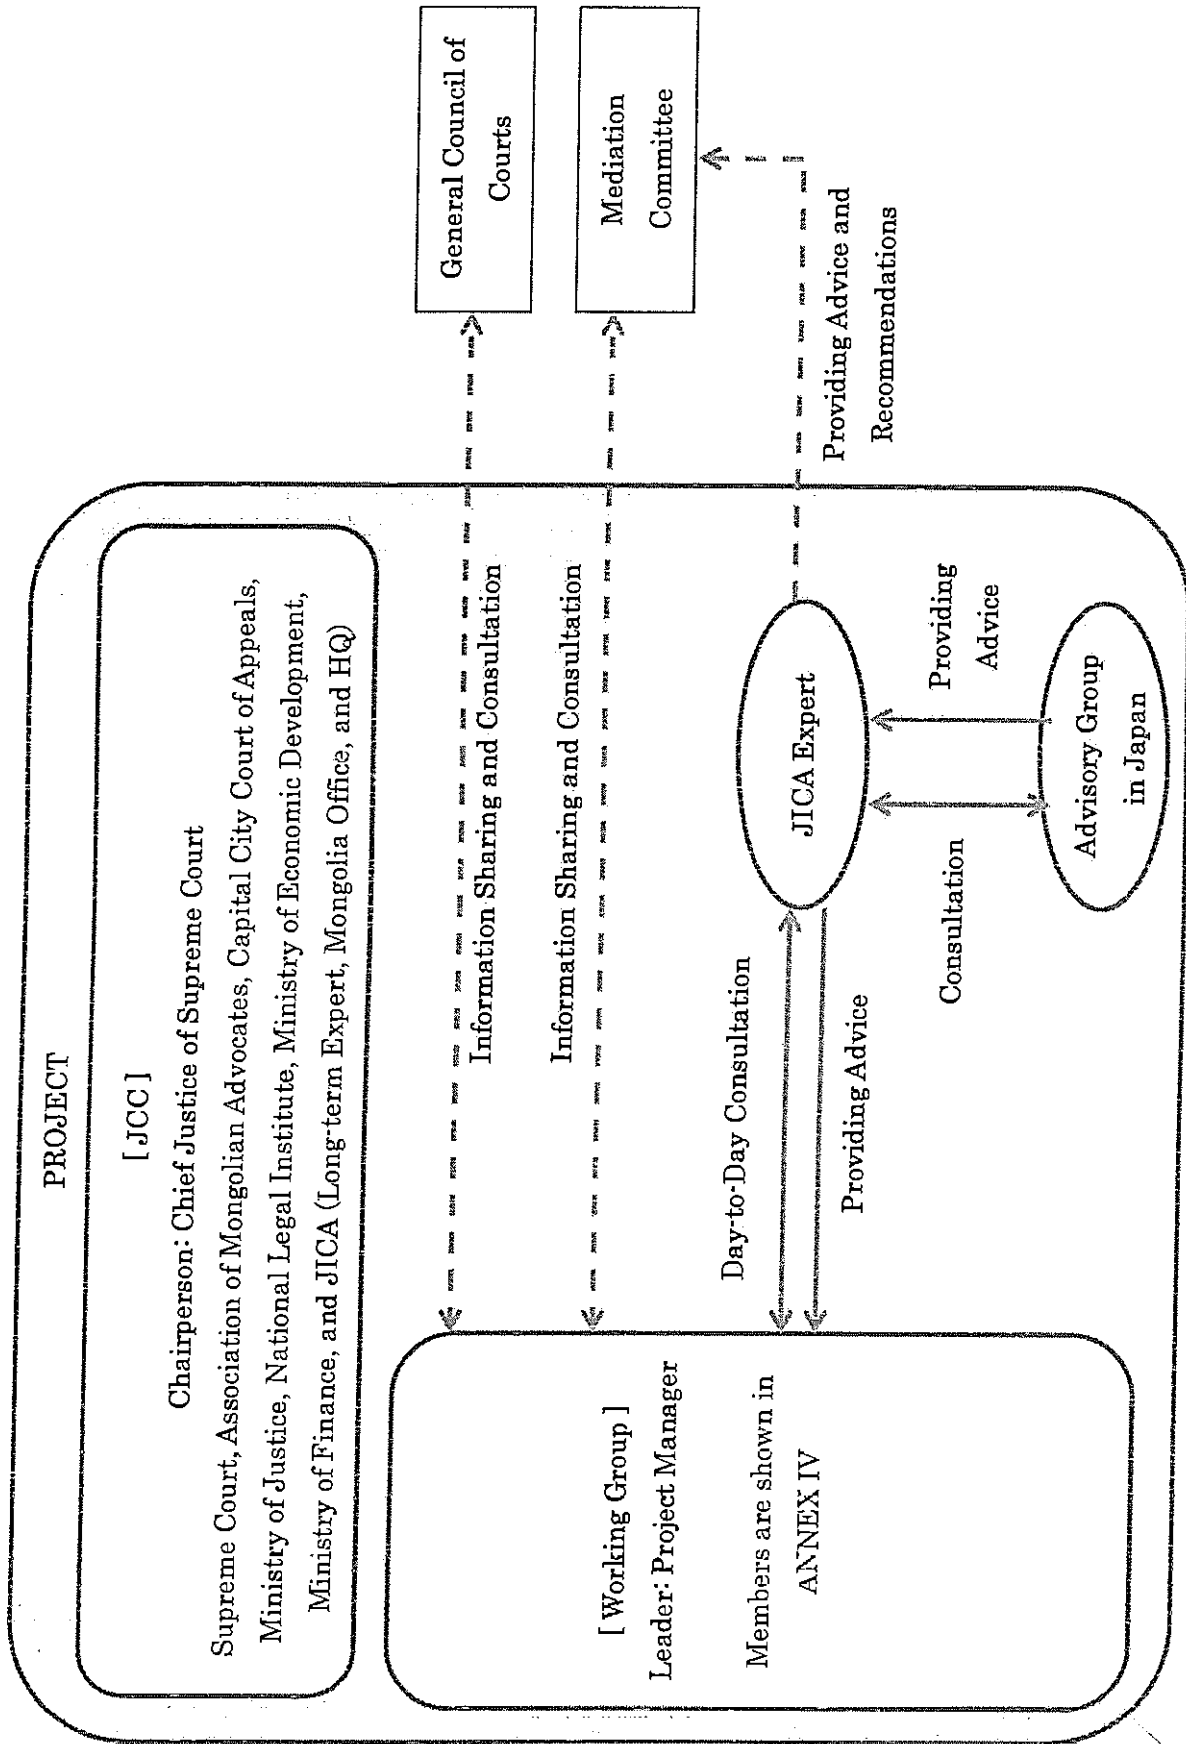 PROJECT
[JCC]
Chairperson: Chief Justice of Supreme Court
Supreme Court, Association of Mongolian Advocates, Capital City Court of Appeals,
Ministry of Justice, National Legal Institute, Ministry of Economic Development,
Ministry of Finance, and JICA (Long-term Expert, Mongolia Office, and HQ)
General Council of
Courts
Information Sharing and Consultation
Mediation
Committee
Information Sharing and Consultation
[Working Group]
Leader: Project Manager
Members are shown in
ANNEX IV
Day-to-Day Consultation
Providing Advice
JICA Expert
Providing Advice and
Recommendations
Consultation
Providing
Advice
Advisory Group
in Japan